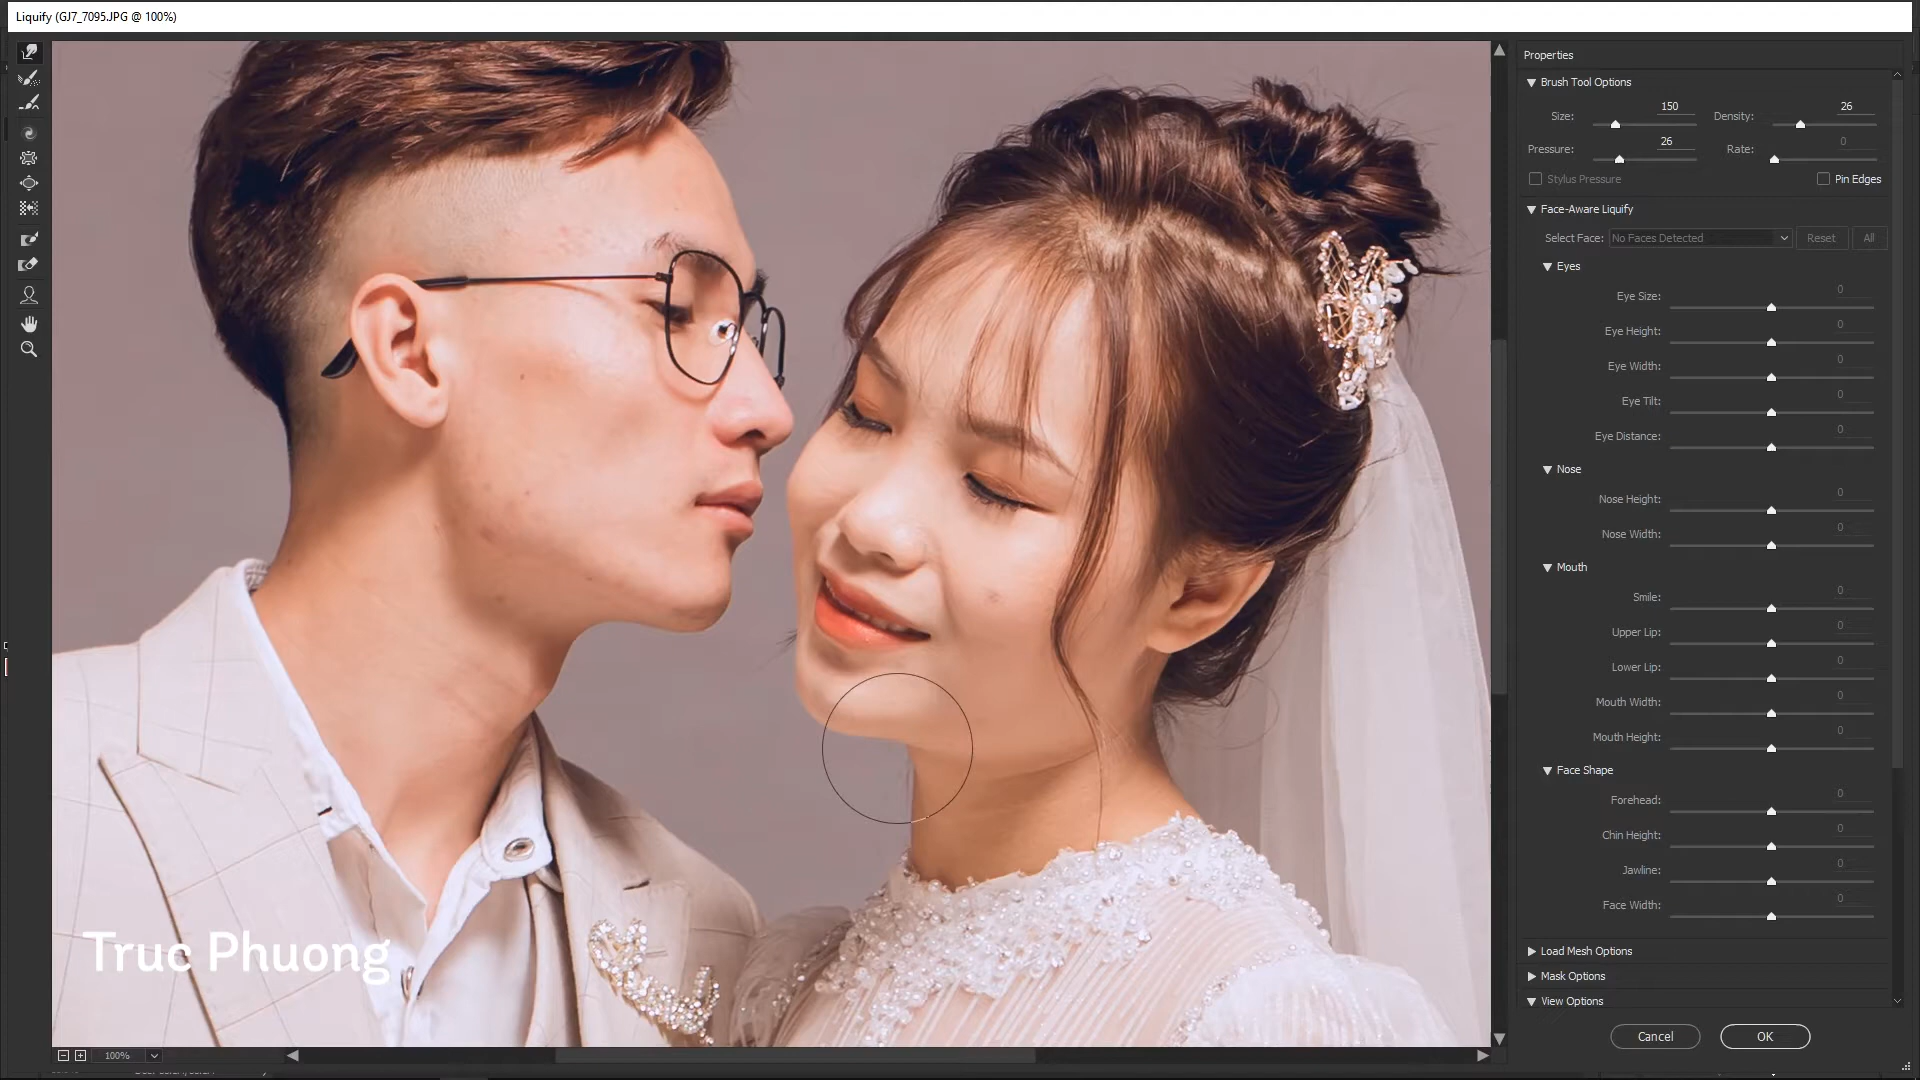 Liquify (GJ7_7095.JPG @ 100%)
Properties
Brush Tool Options
Size: 150 Density: 26
Pressure: 26 Rate: 0
Stylus Pressure Pin Edges
Face-Aware Liquify
Select Face: No Faces Detected Reset All
Eyes
Eye Size: 0
Eye Height: 0
Eye Width: 0
Eye Tilt: 0
Eye Distance: 0
Nose
Nose Height: 0
Nose Width: 0
Mouth
Smile: 0
Upper Lip: 0
Lower Lip: 0
Mouth Width: 0
Mouth Height: 0
Face Shape
Forehead: 0
Chin Height: 0
Jawline: 0
Face Width: 0
Load Mesh Options
Mask Options
View Options
Cancel OK
Truc Phuong
100%